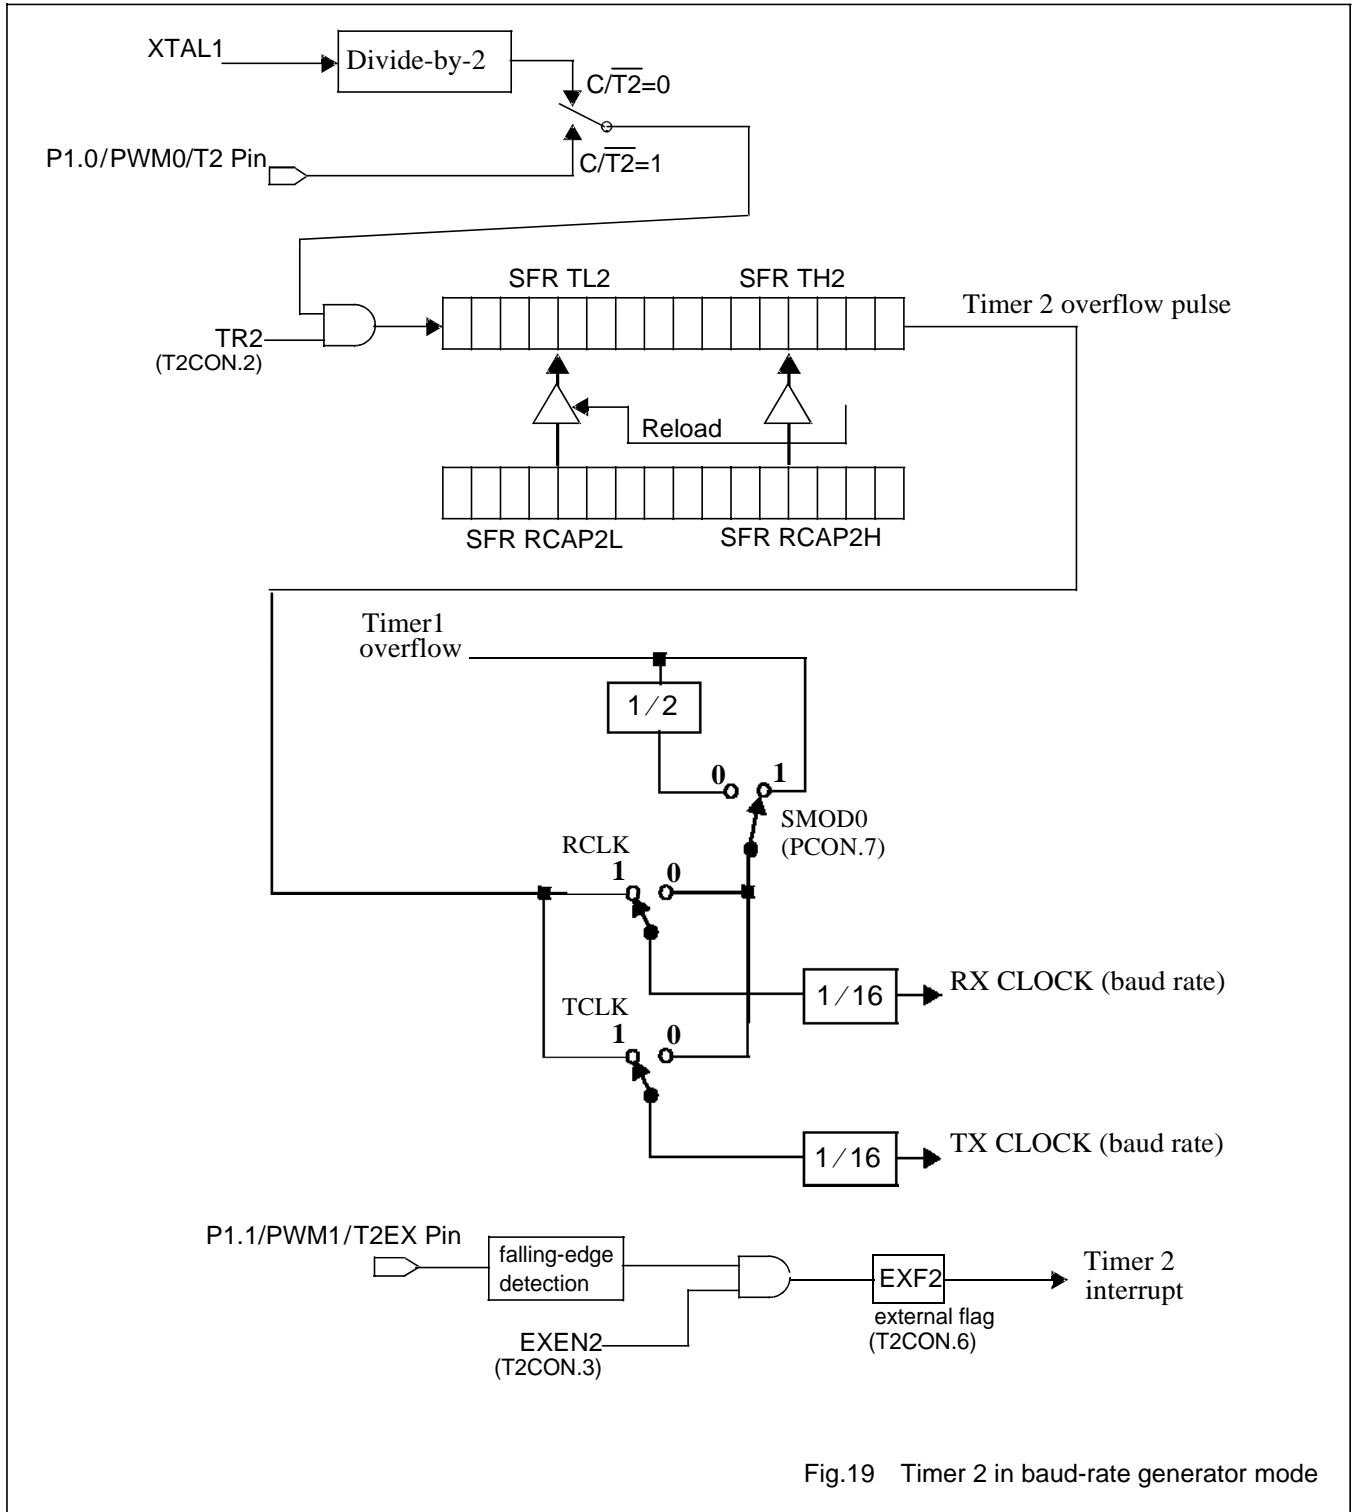 XTAL1
Divide-by-2
C/T2=0
P1.0/PWM0/T2 Pin
C/T2=1
SFR TL2
SFR TH2
Timer 2 overflow pulse
TR2
(T2CON.2)
Reload
SFR RCAP2L
SFR RCAP2H
Timer1
overflow
1/2
0
1
SMOD0
(PCON.7)
RCLK
1
0
1/16
RX CLOCK (baud rate)
TCLK
1
0
1/16
TX CLOCK (baud rate)
P1.1/PWM1/T2EX Pin
falling-edge
detection
EXF2
Timer 2
interrupt
external flag
(T2CON.6)
EXEN2
(T2CON.3)
Fig.19 Timer 2 in baud-rate generator mode